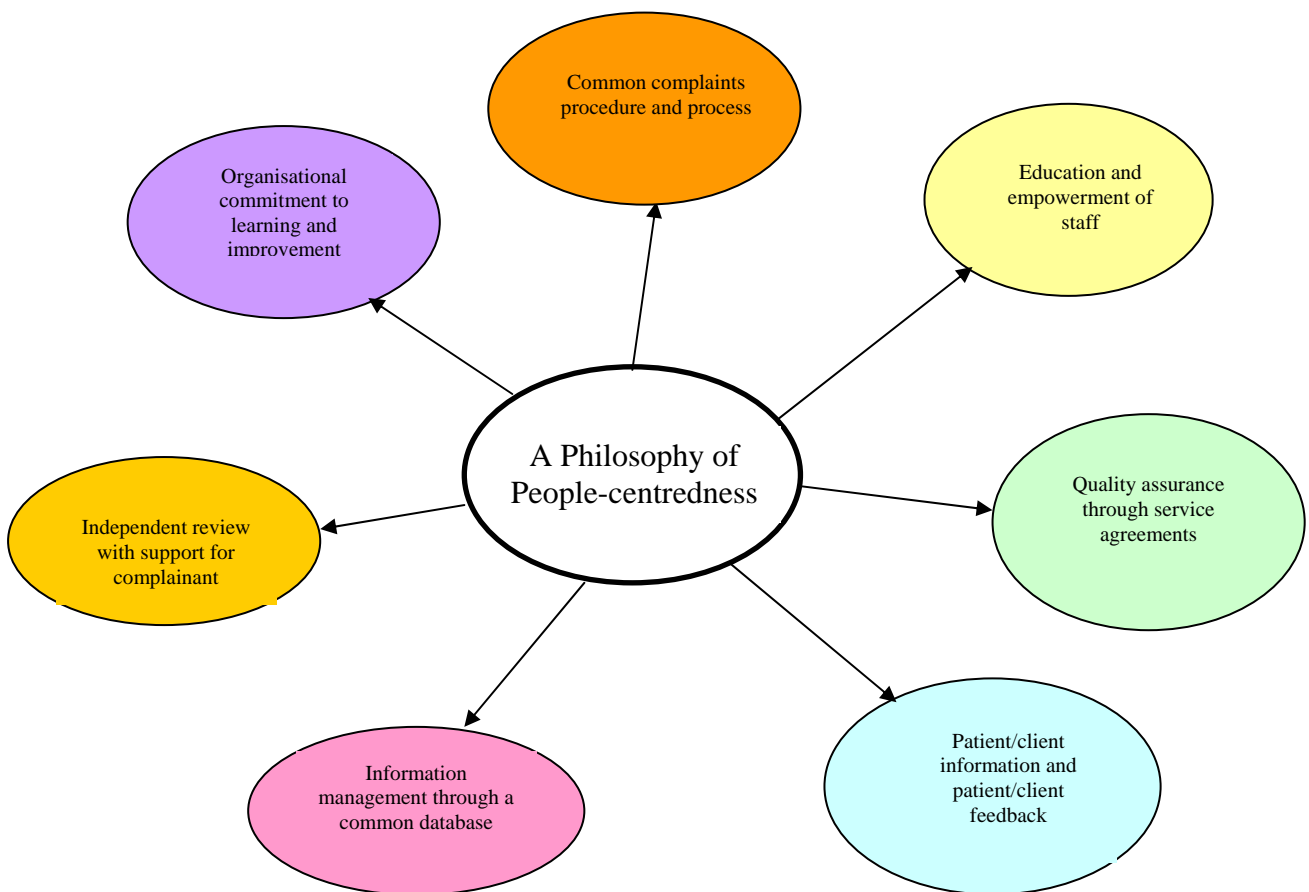 Common complaints
procedure and process
Education and
empowerment of
staff
Organisational
commitment to
learning and
improvement
A Philosophy of
People-centredness
Quality assurance
through service
agreements
Independent review
with support for
complainant
Patient/client
information and
patient/client
feedback
Information
management through a
common database